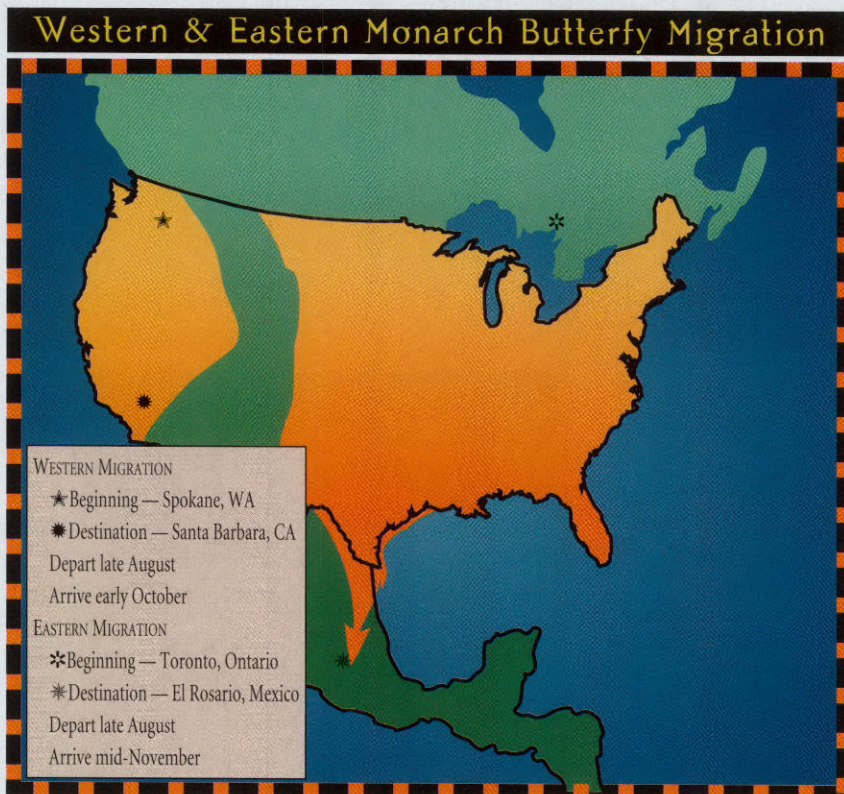 Western & Eastern Monarch Butterfy Migration
WESTERN MIGRATION
★Beginning — Spokane, WA
✹Destination — Santa Barbara, CA
Depart late August
Arrive early October
EASTERN MIGRATION
✲Beginning — Toronto, Ontario
✴Destination — El Rosario, Mexico
Depart late August
Arrive mid-November